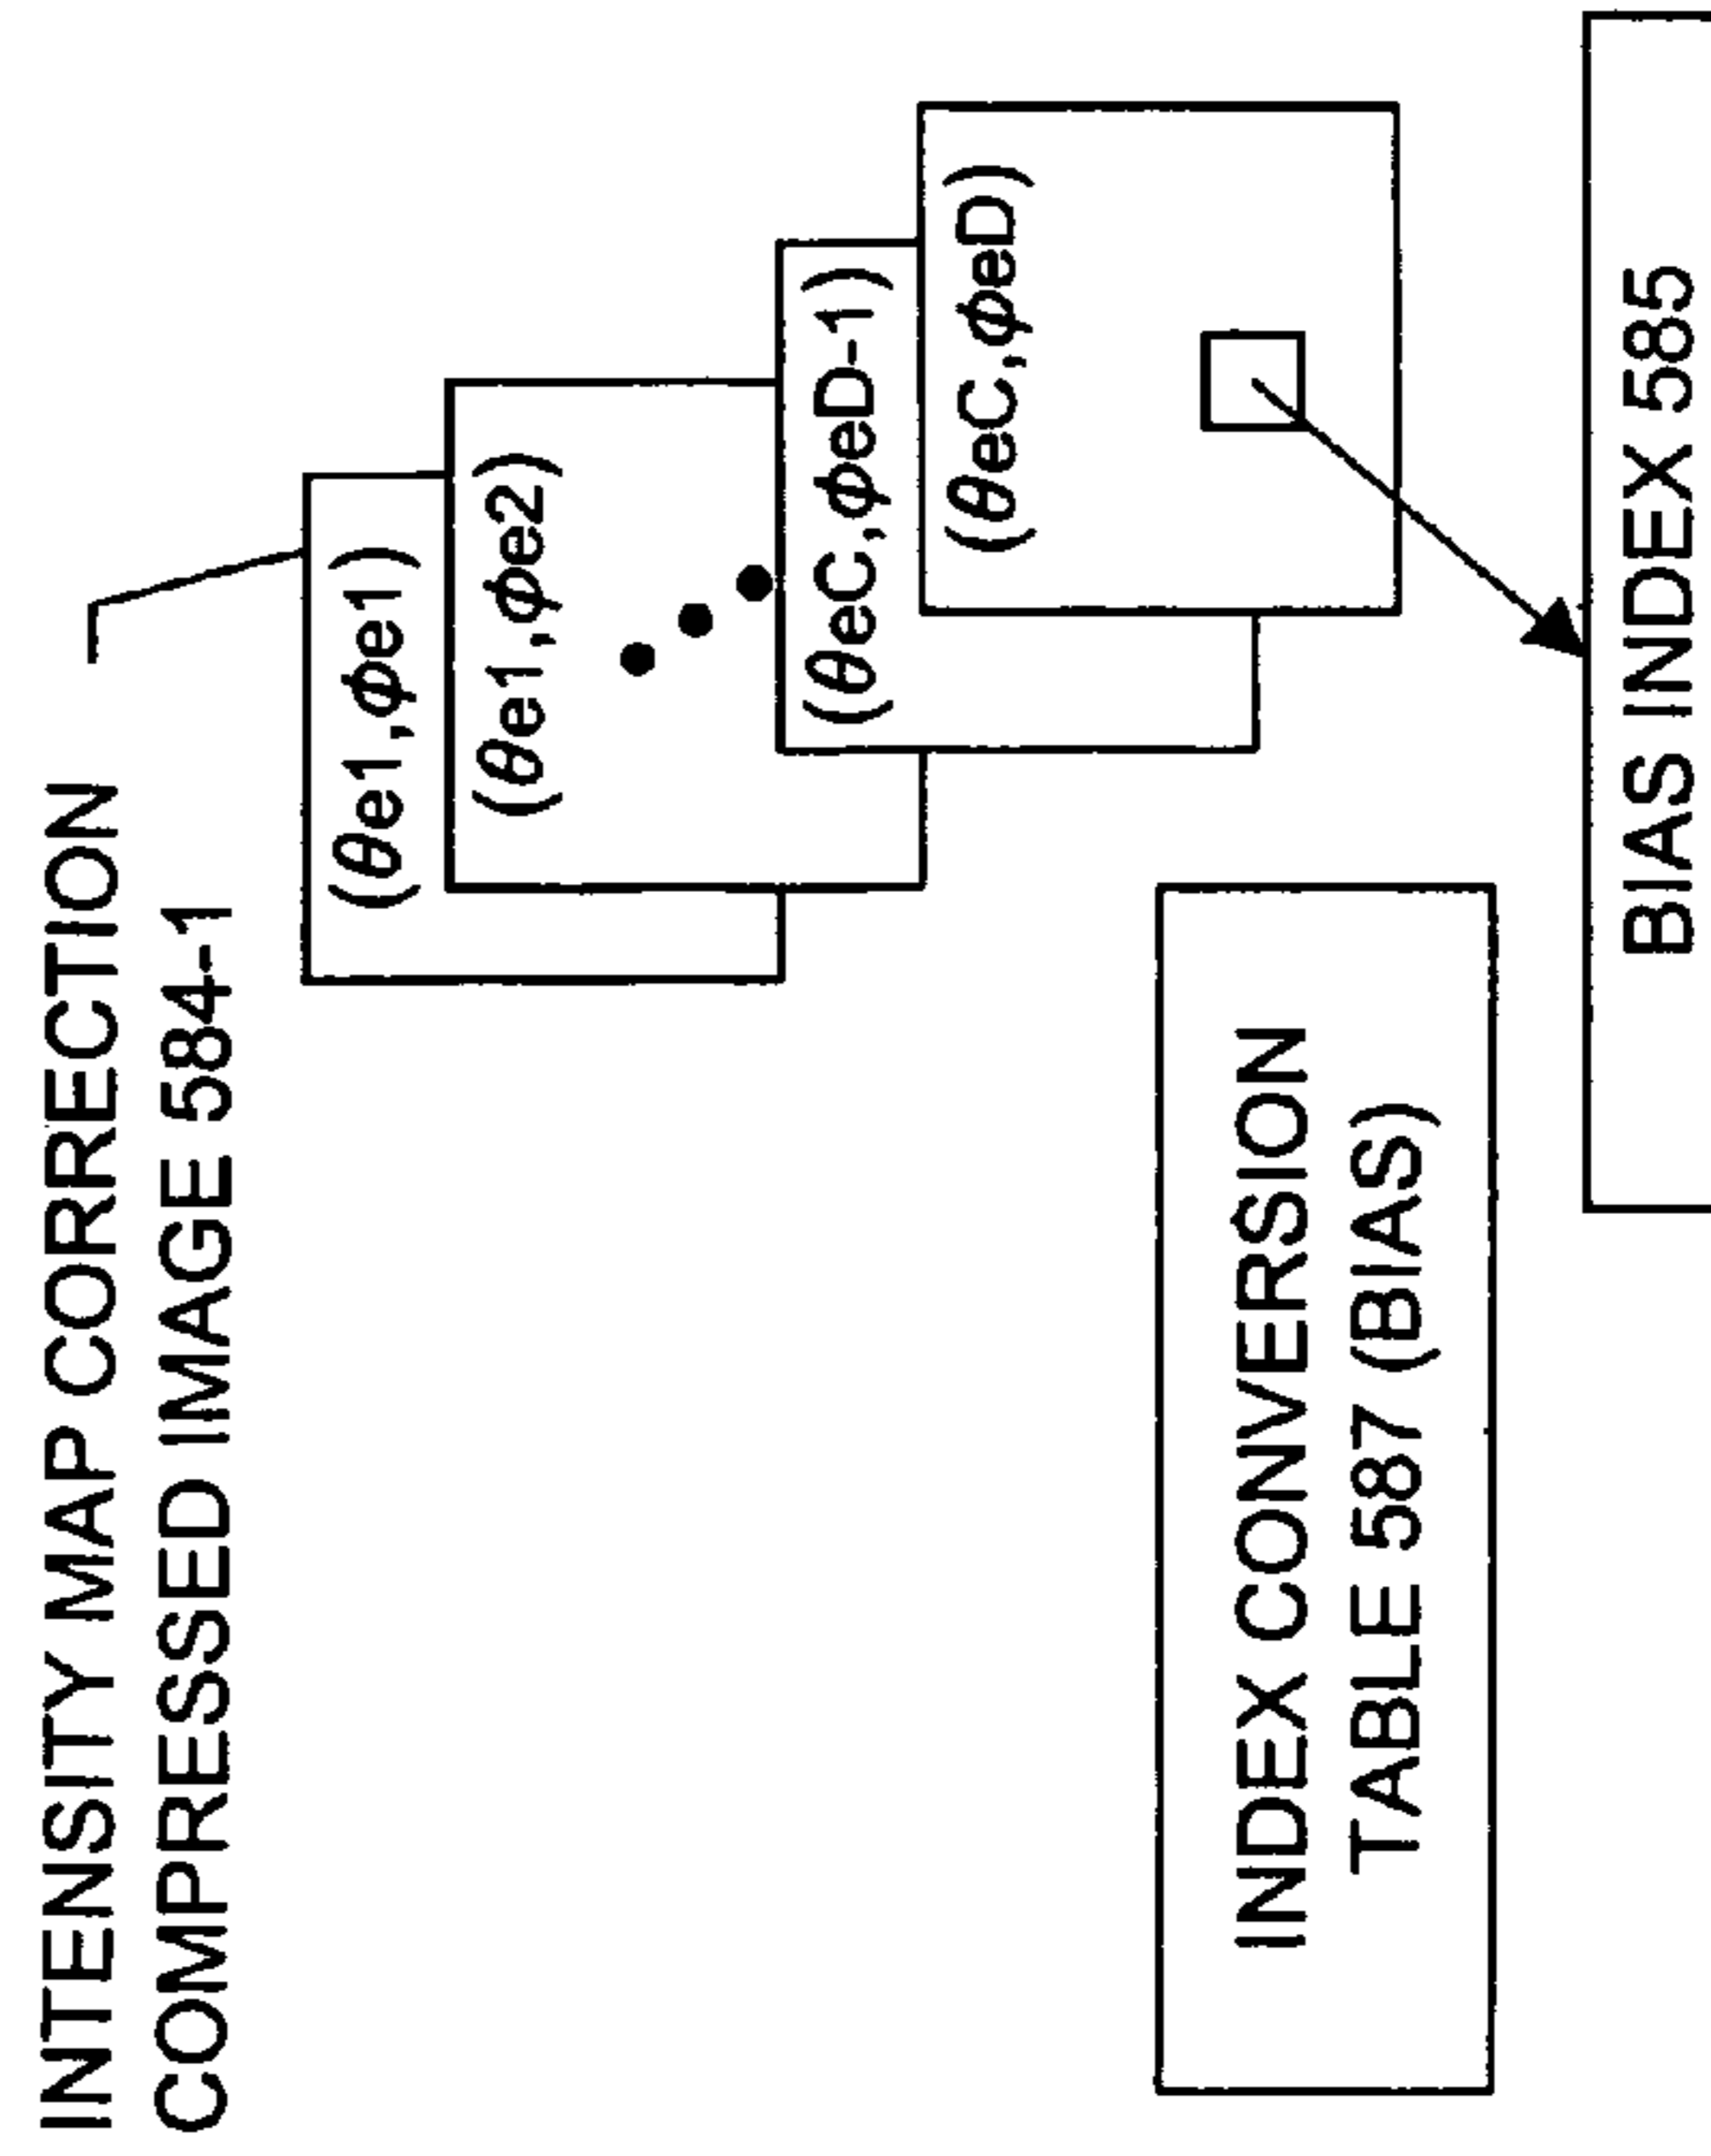 INTENSITY MAP CORRECTION
COMPRESSED IMAGE 584-1
(θe1,φe1)
(θe1,φe2)
(θeC,φeD-1)
(θeC,φeD)
INDEX CONVERSION
TABLE 587 (BIAS)
BIAS INDEX 585